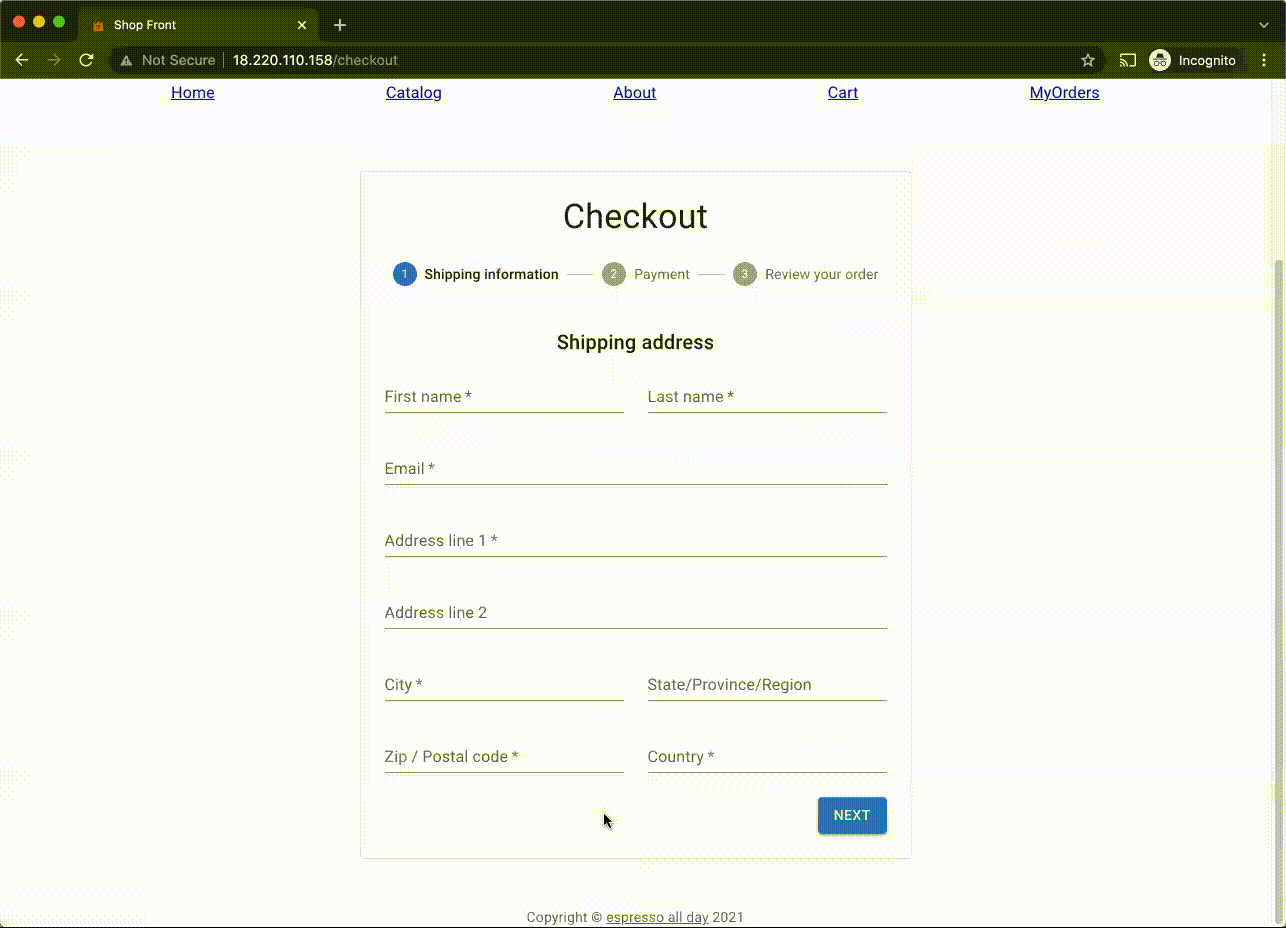 Shop Front
Not Secure 18.220.110.158/checkout Incognito
Home Catalog About Cart MyOrders
Checkout
1 Shipping information 2 Payment 3 Review your order
Shipping address
First name * Last name *
Email *
Address line 1 *
Address line 2
City * State/Province/Region
Zip / Postal code * Country *
NEXT
Copyright © espresso all day 2021